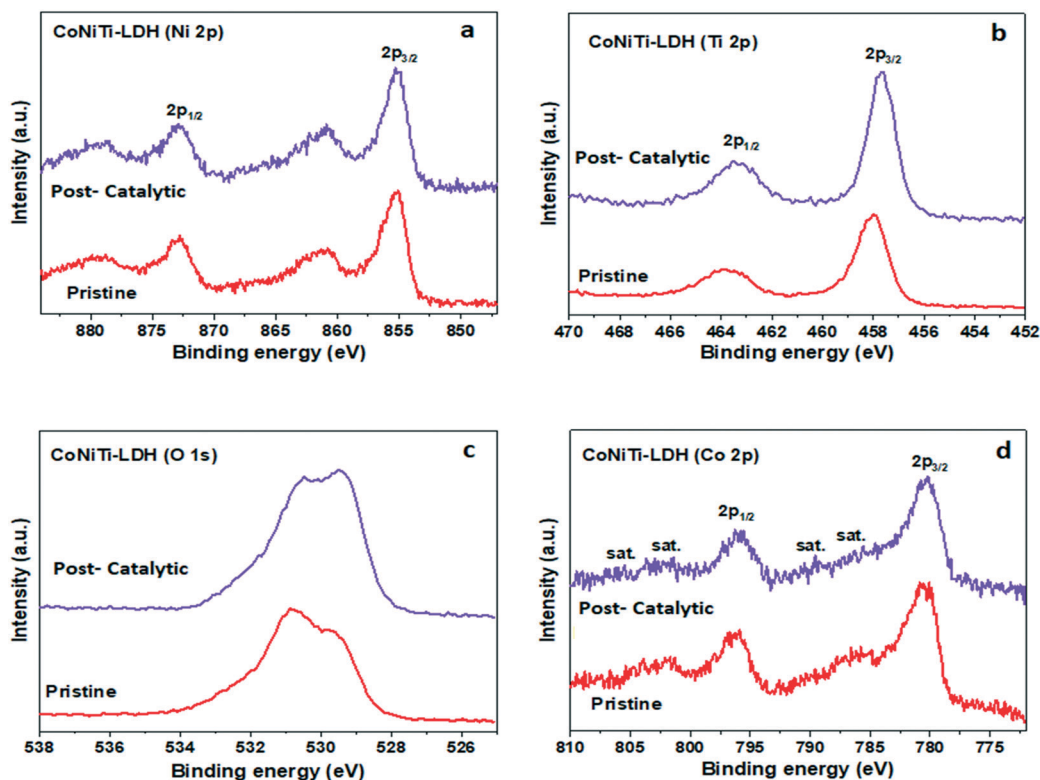 CoNiTi-LDH (Ni 2p)
a
2p3/2
2p1/2
Post- Catalytic
Pristine
Intensity (a.u.)
880 875 870 865 860 855 850
Binding energy (eV)
CoNiTi-LDH (Ti 2p)
b
2p3/2
2p1/2
Post- Catalytic
Pristine
Intensity (a.u.)
470 468 466 464 462 460 458 456 454 452
Binding energy (eV)
CoNiTi-LDH (O 1s)
c
Post- Catalytic
Pristine
Intensity (a.u.)
538 536 534 532 530 528 526
Binding energy (eV)
CoNiTi-LDH (Co 2p)
d
2p3/2
2p1/2
sat. sat. sat. sat.
Post- Catalytic
Pristine
Intensity (a.u.)
810 805 800 795 790 785 780 775
Binding energy (eV)